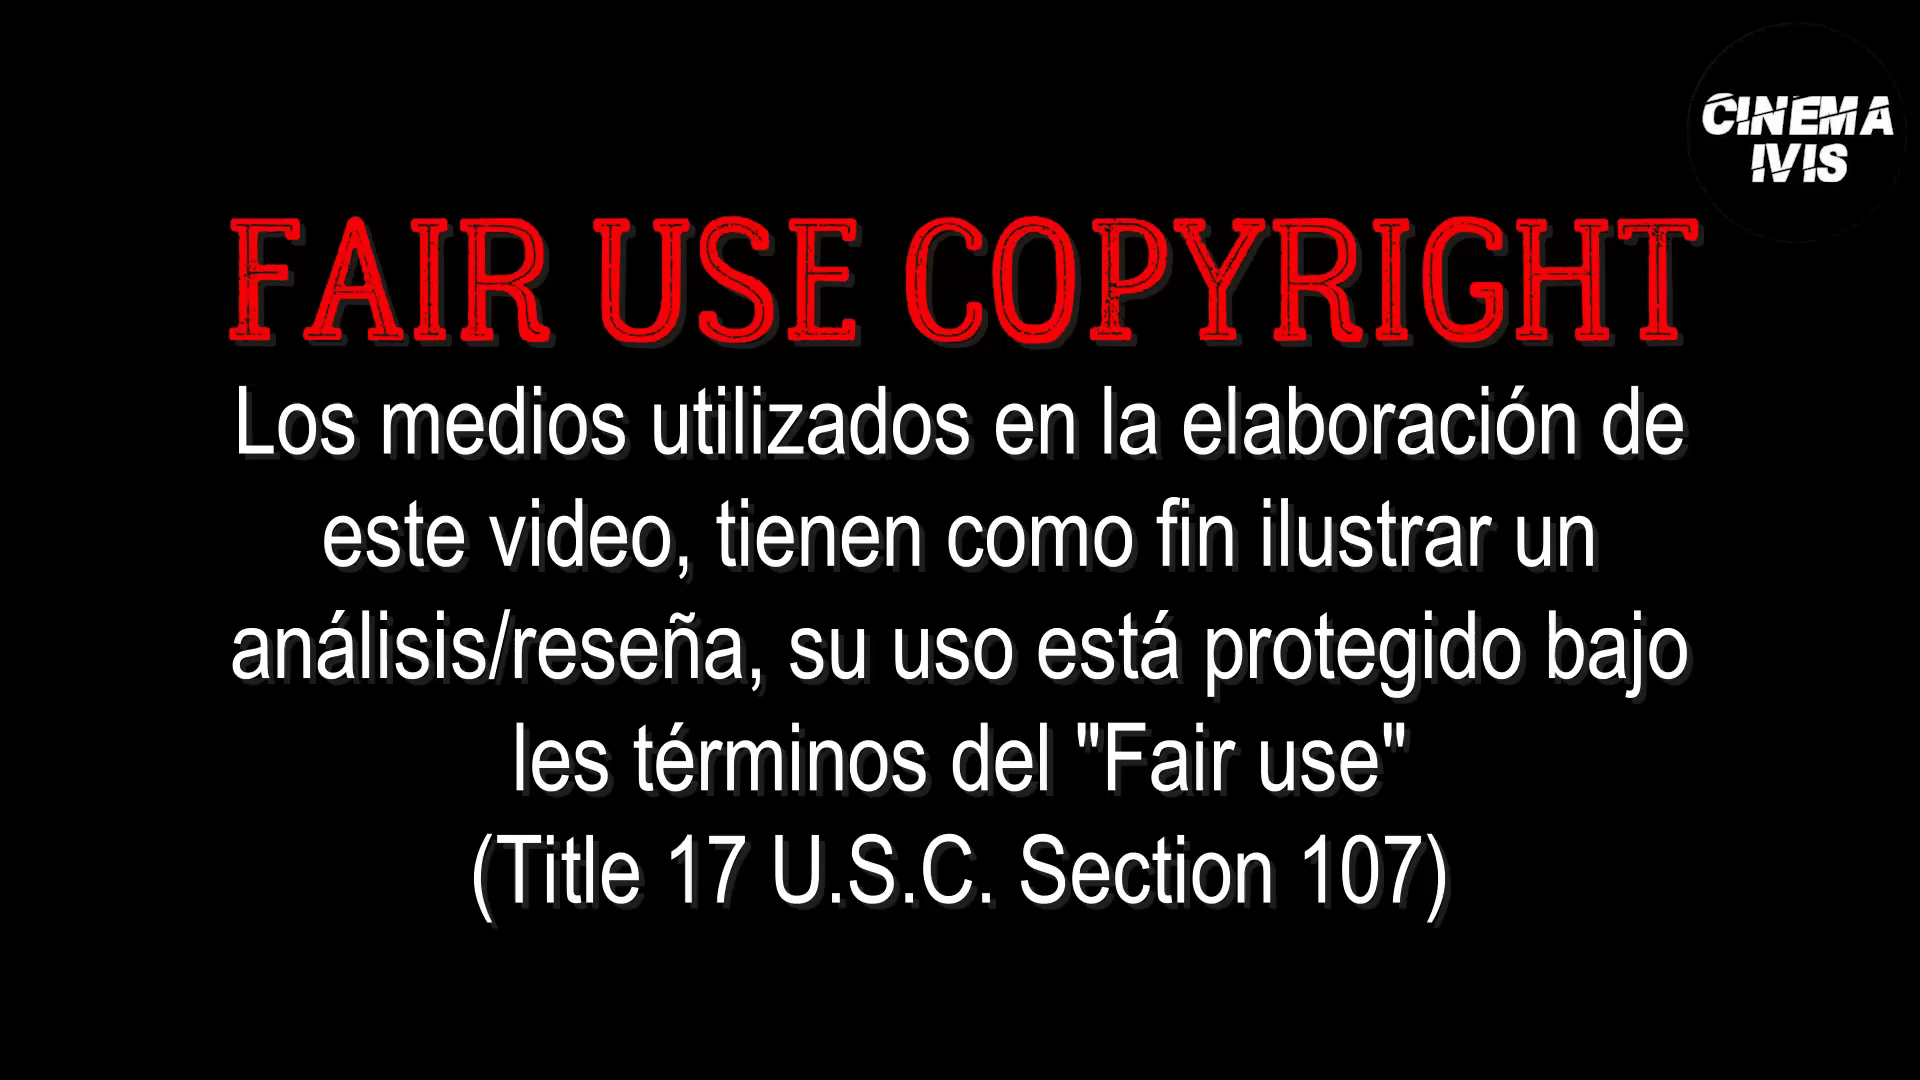 CINEMA
IVIS
FAIR USE COPYRIGHT
Los medios utilizados en la elaboración de
este video, tienen como fin ilustrar un
análisis/reseña, su uso está protegido bajo
les términos del "Fair use"
(Title 17 U.S.C. Section 107)